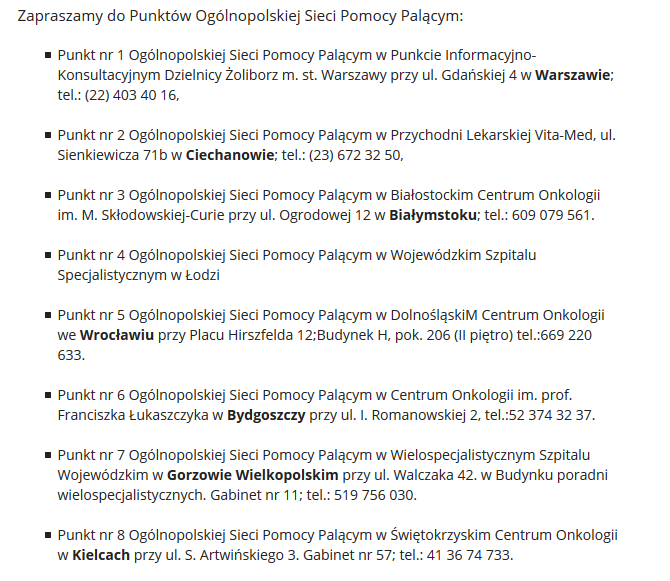 Zapraszamy do Punktów Ogólnopolskiej Sieci Pomocy Palącym:
Punkt nr 1 Ogólnopolskiej Sieci Pomocy Palącym w Punkcie Informacyjno-
Konsultacyjnym Dzielnicy Żoliborz m. st. Warszawy przy ul. Gdańskiej 4 w Warszawie;
tel.: (22) 403 40 16,
Punkt nr 2 Ogólnopolskiej Sieci Pomocy Palącym w Przychodni Lekarskiej Vita-Med, ul.
Sienkiewicza 71b w Ciechanowie; tel.: (23) 672 32 50,
Punkt nr 3 Ogólnopolskiej Sieci Pomocy Palącym w Białostockim Centrum Onkologii
im. M. Skłodowskiej-Curie przy ul. Ogrodowej 12 w Białymstoku; tel.: 609 079 561.
Punkt nr 4 Ogólnopolskiej Sieci Pomocy Palącym w Wojewódzkim Szpitalu
Specjalistycznym w Łodzi
Punkt nr 5 Ogólnopolskiej Sieci Pomocy Palącym w DolnośląskiM Centrum Onkologii
we Wrocławiu przy Placu Hirszfelda 12;Budynek H, pok. 206 (II piętro) tel.:669 220
633.
Punkt nr 6 Ogólnopolskiej Sieci Pomocy Palącym w Centrum Onkologii im. prof.
Franciszka Łukaszczyka w Bydgoszczy przy ul. I. Romanowskiej 2, tel.:52 374 32 37.
Punkt nr 7 Ogólnopolskiej Sieci Pomocy Palącym w Wielospecjalistycznym Szpitalu
Wojewódzkim w Gorzowie Wielkopolskim przy ul. Walczaka 42. w Budynku poradni
wielospecjalistycznych. Gabinet nr 11; tel.: 519 756 030.
Punkt nr 8 Ogólnopolskiej Sieci Pomocy Palącym w Świętokrzyskim Centrum Onkologii
w Kielcach przy ul. S. Artwińskiego 3. Gabinet nr 57; tel.: 41 36 74 733.